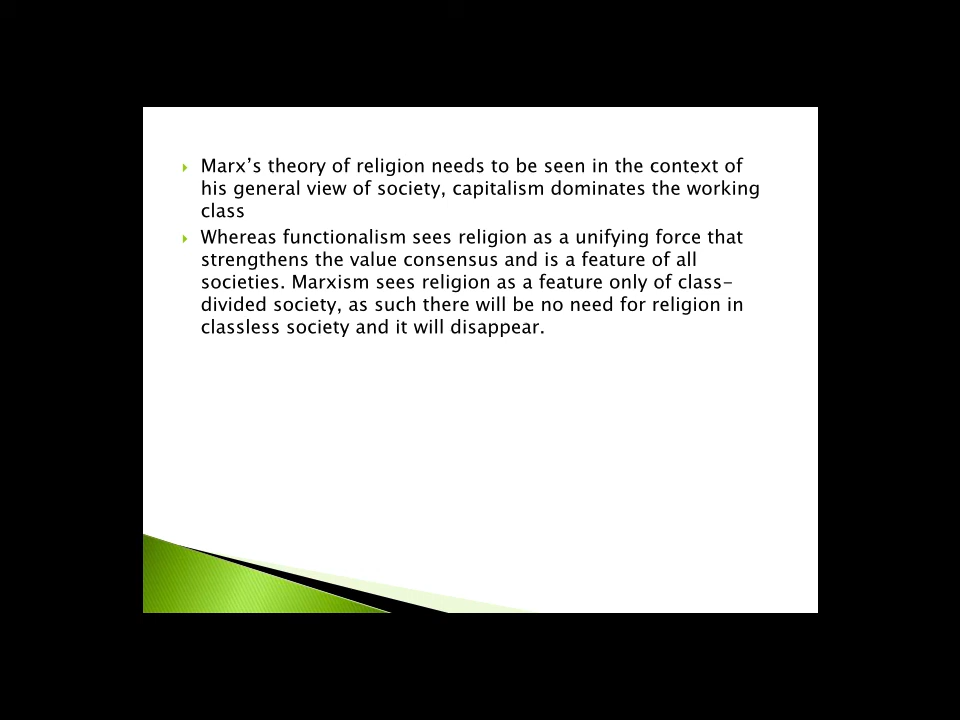 Marx’s theory of religion needs to be seen in the context of
his general view of society, capitalism dominates the working
class
Whereas functionalism sees religion as a unifying force that
strengthens the value consensus and is a feature of all
societies. Marxism sees religion as a feature only of class-
divided society, as such there will be no need for religion in
classless society and it will disappear.